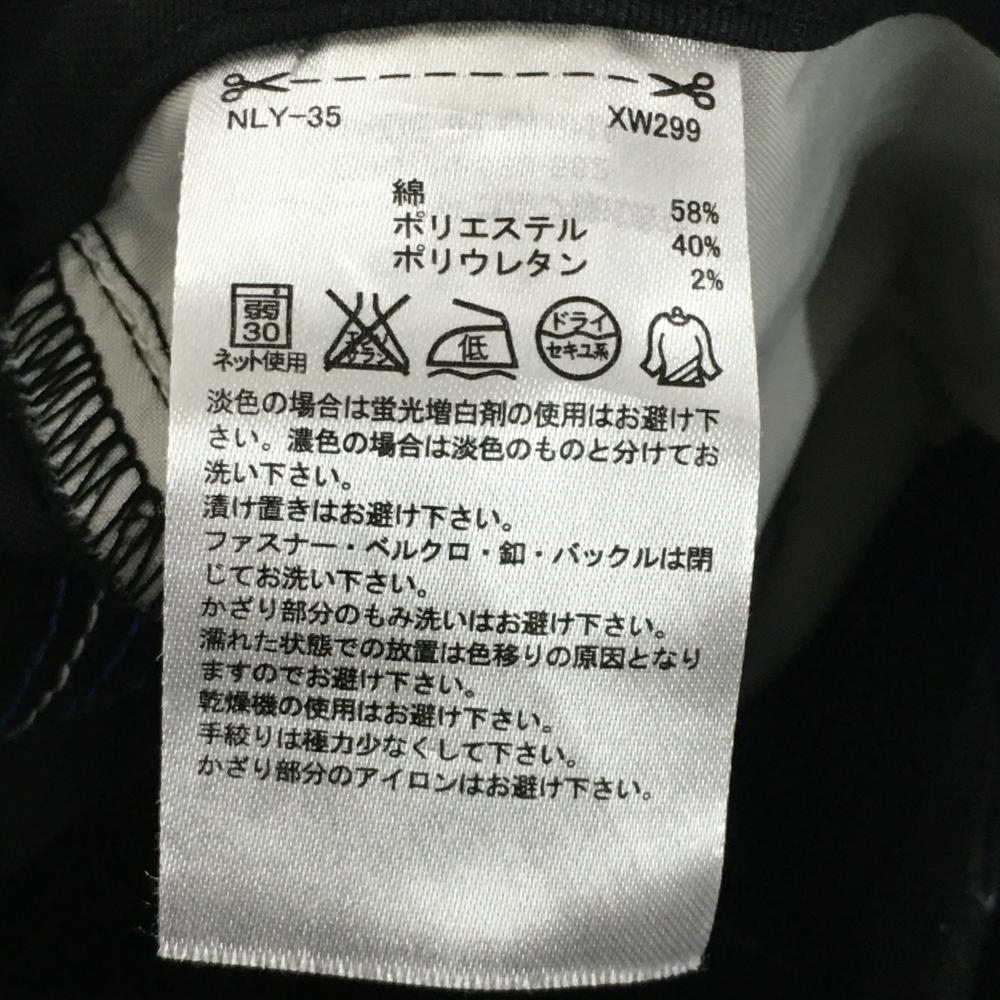 NLY-35 XW299
綿 58%
ポリエステル 40%
ポリウレタン 2%
弱
30
ネット使用
エンソ
サラシ
低
ドライ
セキユ系
淡色の場合は蛍光増白剤の使用はお避け下
さい。濃色の場合は淡色のものと分けてお
洗い下さい。
漬け置きはお避け下さい。
ファスナー・ベルクロ・釦・バックルは閉
じてお洗い下さい。
かざり部分のもみ洗いはお避け下さい。
濡れた状態での放置は色移りの原因となり
ますのでお避け下さい。
乾燥機の使用はお避け下さい。
手絞りは極力少なくして下さい。
かざり部分のアイロンはお避け下さい。